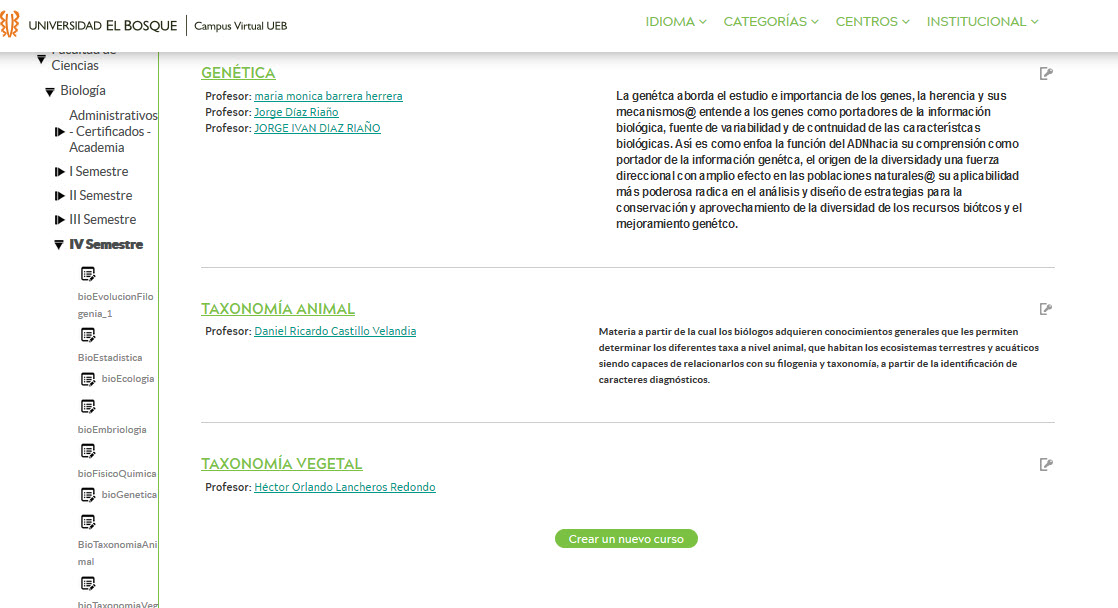 UNIVERSIDAD EL BOSQUE
Campus Virtual UEB
IDIOMA
CATEGORÍAS
CENTROS
INSTITUCIONAL
Facultad de
Ciencias
Biología
Administrativos
- Certificados -
Academia
I Semestre
II Semestre
III Semestre
IV Semestre
bioEvolucionFilo
genia_1
BioEstadistica
bioEcologia
bioEmbriologia
bioFisicoQuimica
bioGenetica
BioTaxonomiaAni
mal
bioTaxonomiaVeg
GENÉTICA
Profesor: maria monica barrera herrera
Profesor: Jorge Díaz Riaño
Profesor: JORGE IVAN DIAZ RIAÑO
La genétca aborda el estudio e importancia de los genes, la herencia y sus
mecanismos@ entende a los genes como portadores de la información
biológica, fuente de variabilidad y de contnuidad de las característcas
biológicas. Así es como enfoa la función del ADNhacia su comprensión como
portador de la información genétca, el origen de la diversidady una fuerza
direccional con amplio efecto en las poblaciones naturales@ su aplicabilidad
más poderosa radica en el análisis y diseño de estrategias para la
conservación y aprovechamiento de la diversidad de los recursos biótcos y el
mejoramiento genétco.
TAXONOMÍA ANIMAL
Profesor: Daniel Ricardo Castillo Velandia
Materia a partir de la cual los biólogos adquieren conocimientos generales que les permiten
determinar los diferentes taxa a nivel animal, que habitan los ecosistemas terrestres y acuáticos
siendo capaces de relacionarlos con su filogenia y taxonomía, a partir de la identificación de
caracteres diagnósticos.
TAXONOMÍA VEGETAL
Profesor: Héctor Orlando Lancheros Redondo
Crear un nuevo curso